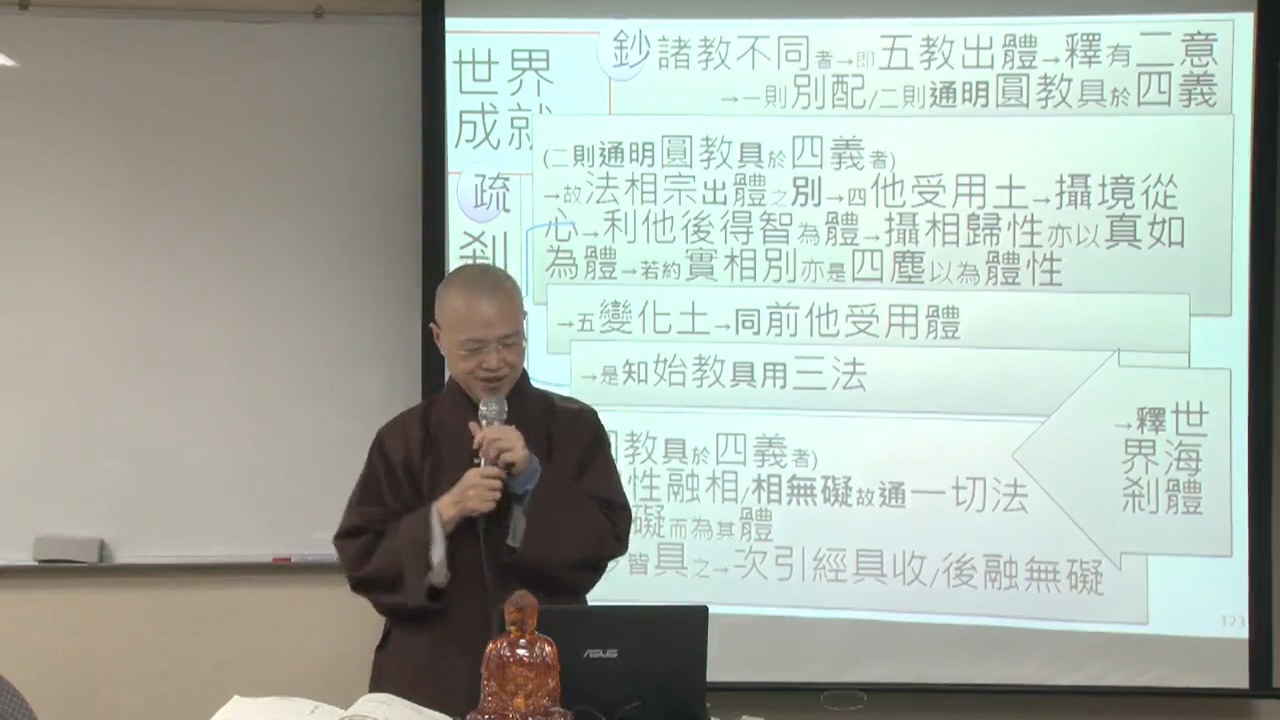 世界
成就
疏
剎
鈔諸教不同者→即五教出體→釋有二意
→一則別配/二則通明圓教具於四義
(二則通明圓教具於四義者)
→故法相宗出體之別→四他受用土→攝境從
心→利他後得智為體→攝相歸性亦以真如
為體→若約實相別亦是四塵以為體性
→五變化土→同前他受用體
→是知始教具用三法
教具於四義者)
性融相/相無礙故通一切法
礙而為其體
皆具之→次引經具收/後融無礙
→釋世
界海
剎體
123
ASUS